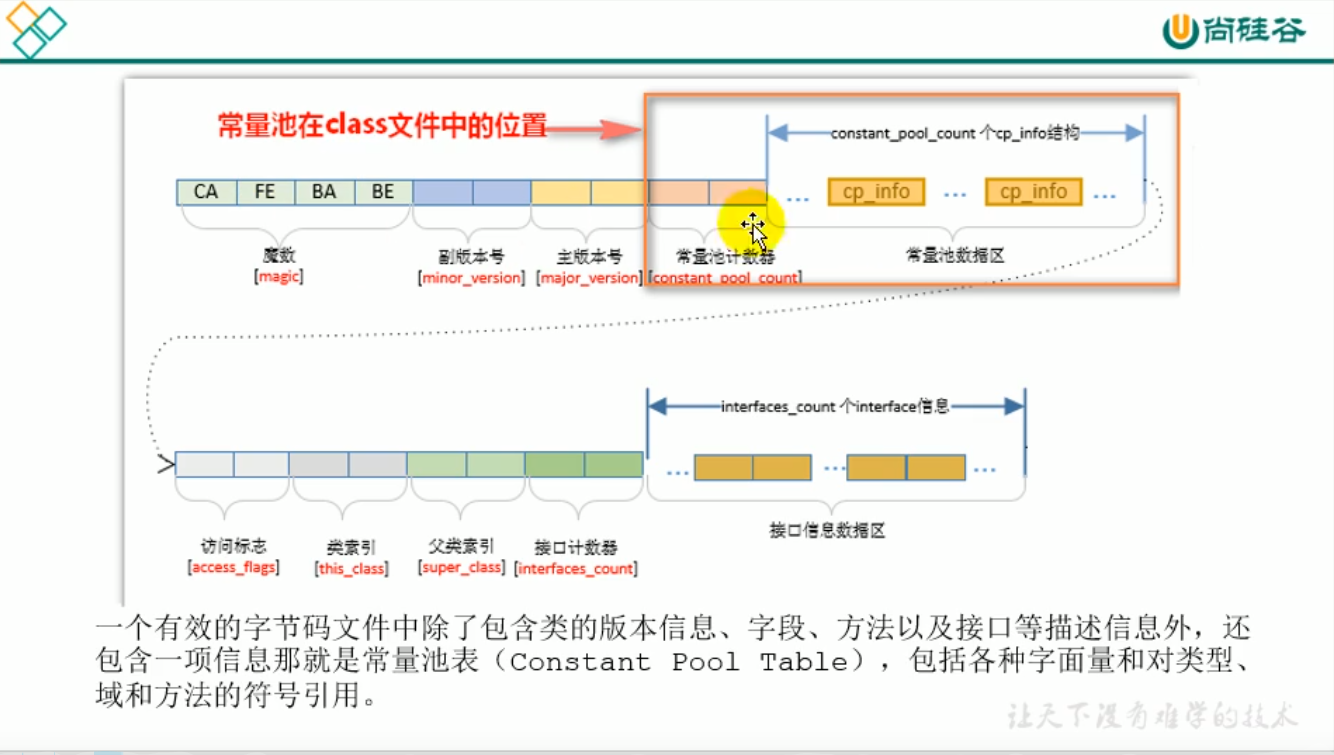 尚硅谷
常量池在class文件中的位置
constant_pool_count 个cp_info结构
CA FE BA BE ... cp_info ... cp_info ...
魔数 副版本号 主版本号 常量池计数器 常量池数据区
[magic] [minor_version] [major_version] [constant_pool_count]
interfaces_count 个interface信息
... ... ...
接口信息数据区
访问标志 类索引 父类索引 接口计数器
[access_flags] [this_class] [super_class] [interfaces_count]
一个有效的字节码文件中除了包含类的版本信息、字段、方法以及接口等描述信息外，还
包含一项信息那就是常量池表（Constant Pool Table），包括各种字面量和对类型、
域和方法的符号引用。
让天下没有难学的技术